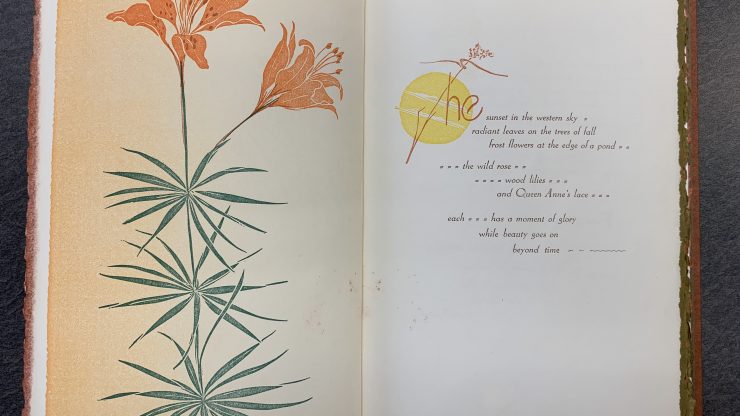 The sunset in the western sky
radiant leaves on the trees of fall
frost flowers at the edge of a pond
the wild rose
wood lilies
and Queen Anne's lace
each has a moment of glory
while beauty goes on
beyond time